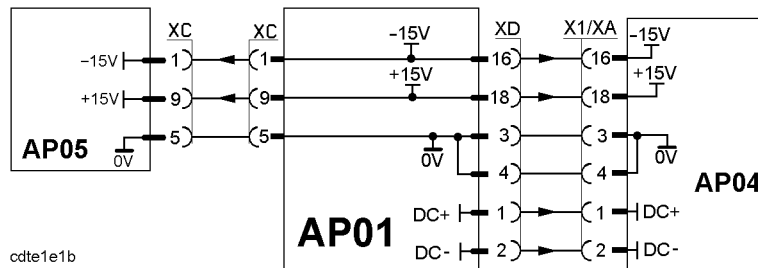 XC XC XD X1/XA
-15V 1 1 -15V 16 16 -15V
+15V 9 9 +15V 18 18 +15V
0V 5 5 0V 3 3 0V
AP05 4 4 AP04
AP01 DC+ 1 1 DC+
DC- 2 2 DC-
cdte1e1b